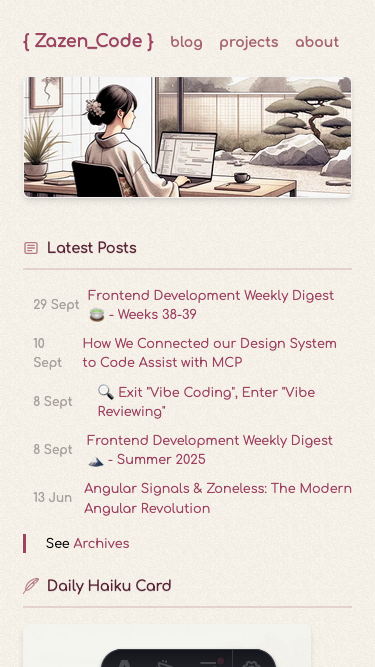 { Zazen_Code } blog projects about
Latest Posts
29 Sept Frontend Development Weekly Digest
🍵 - Weeks 38-39
10 Sept How We Connected our Design System
to Code Assist with MCP
8 Sept 🔍 Exit "Vibe Coding", Enter "Vibe
Reviewing"
8 Sept Frontend Development Weekly Digest
🗻 - Summer 2025
13 Jun Angular Signals & Zoneless: The Modern
Angular Revolution
See Archives
Daily Haiku Card